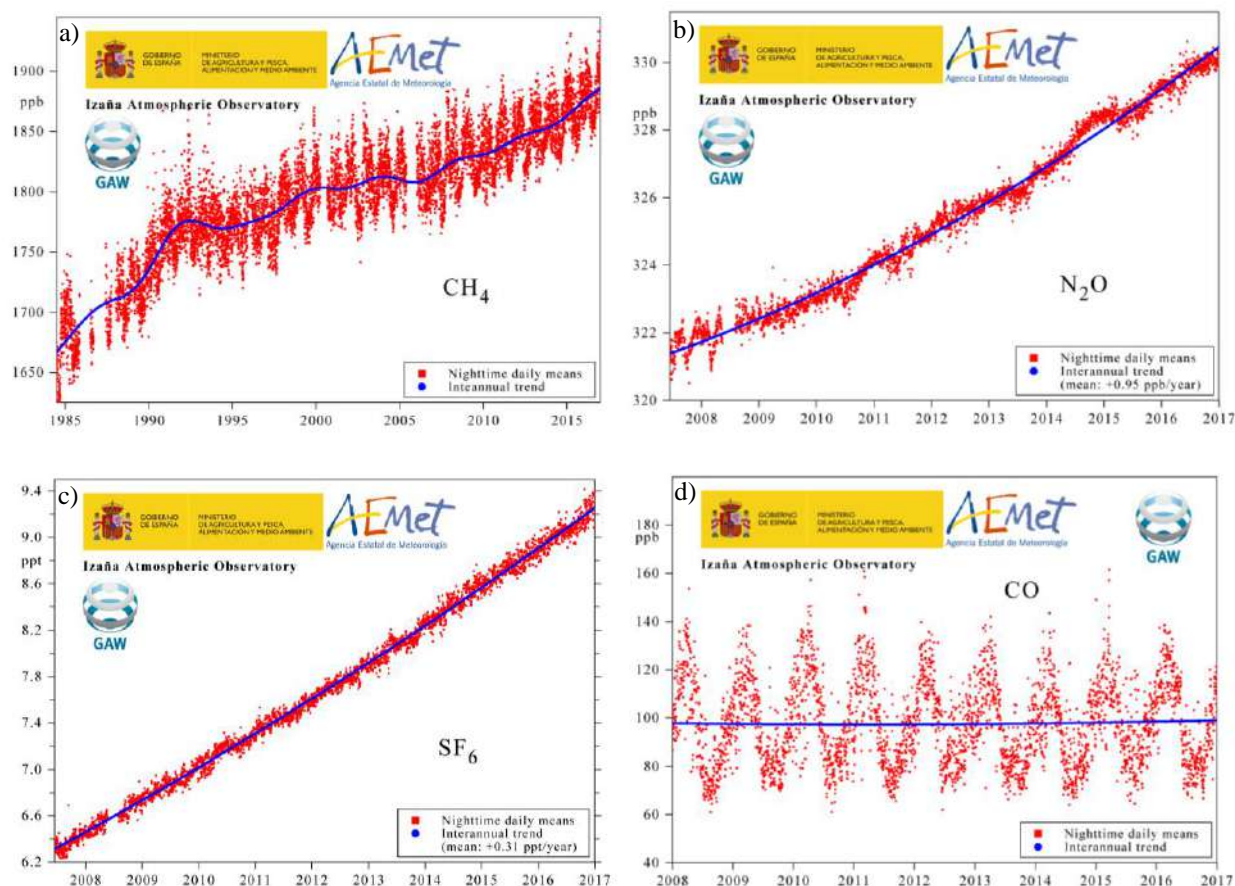 a)
GOBIERNO
DE ESPAÑA
MINISTERIO
DE AGRICULTURA Y PESCA,
ALIMENTACIÓN Y MEDIO AMBIENTE
AEMet
Agencia Estatal de Meteorología
Izaña Atmospheric Observatory
GAW
1900
ppb
1850
1800
1750
1700
1650
CH4
Nighttime daily means
Inteannual trend
1985 1990 1995 2000 2005 2010 2015
b)
GOBIERNO
DE ESPAÑA
MINISTERIO
DE AGRICULTURA Y PESCA,
ALIMENTACIÓN Y MEDIO AMBIENTE
AEMet
Agencia Estatal de Meteorología
Izaña Atmospheric Observatory
GAW
330
ppb
328
326
324
322
320
N2O
Nighttime daily means
Interannual trend
(mean: +0.95 ppb/year)
2008 2009 2010 2011 2012 2013 2014 2015 2016 2017
c)
GOBIERNO
DE ESPAÑA
MINISTERIO
DE AGRICULTURA Y PESCA,
ALIMENTACIÓN Y MEDIO AMBIENTE
AEMet
Agencia Estatal de Meteorología
Izaña Atmospheric Observatory
GAW
9.4
9.0
ppt
8.6
8.2
7.8
7.4
7.0
6.6
6.2
SF6
Nighttime daily means
Interannual trend
(mean: +0.31 ppt/year)
2008 2009 2010 2011 2012 2013 2014 2015 2016 2017
d)
GOBIERNO
DE ESPAÑA
MINISTERIO
DE AGRICULTURA Y PESCA,
ALIMENTACIÓN Y MEDIO AMBIENTE
AEMet
Agencia Estatal de Meteorología
Izaña Atmospheric Observatory
GAW
180
ppb
160
140
120
100
80
60
40
CO
Nighttime daily means
Interannual trend
2008 2009 2010 2011 2012 2013 2014 2015 2016 2017